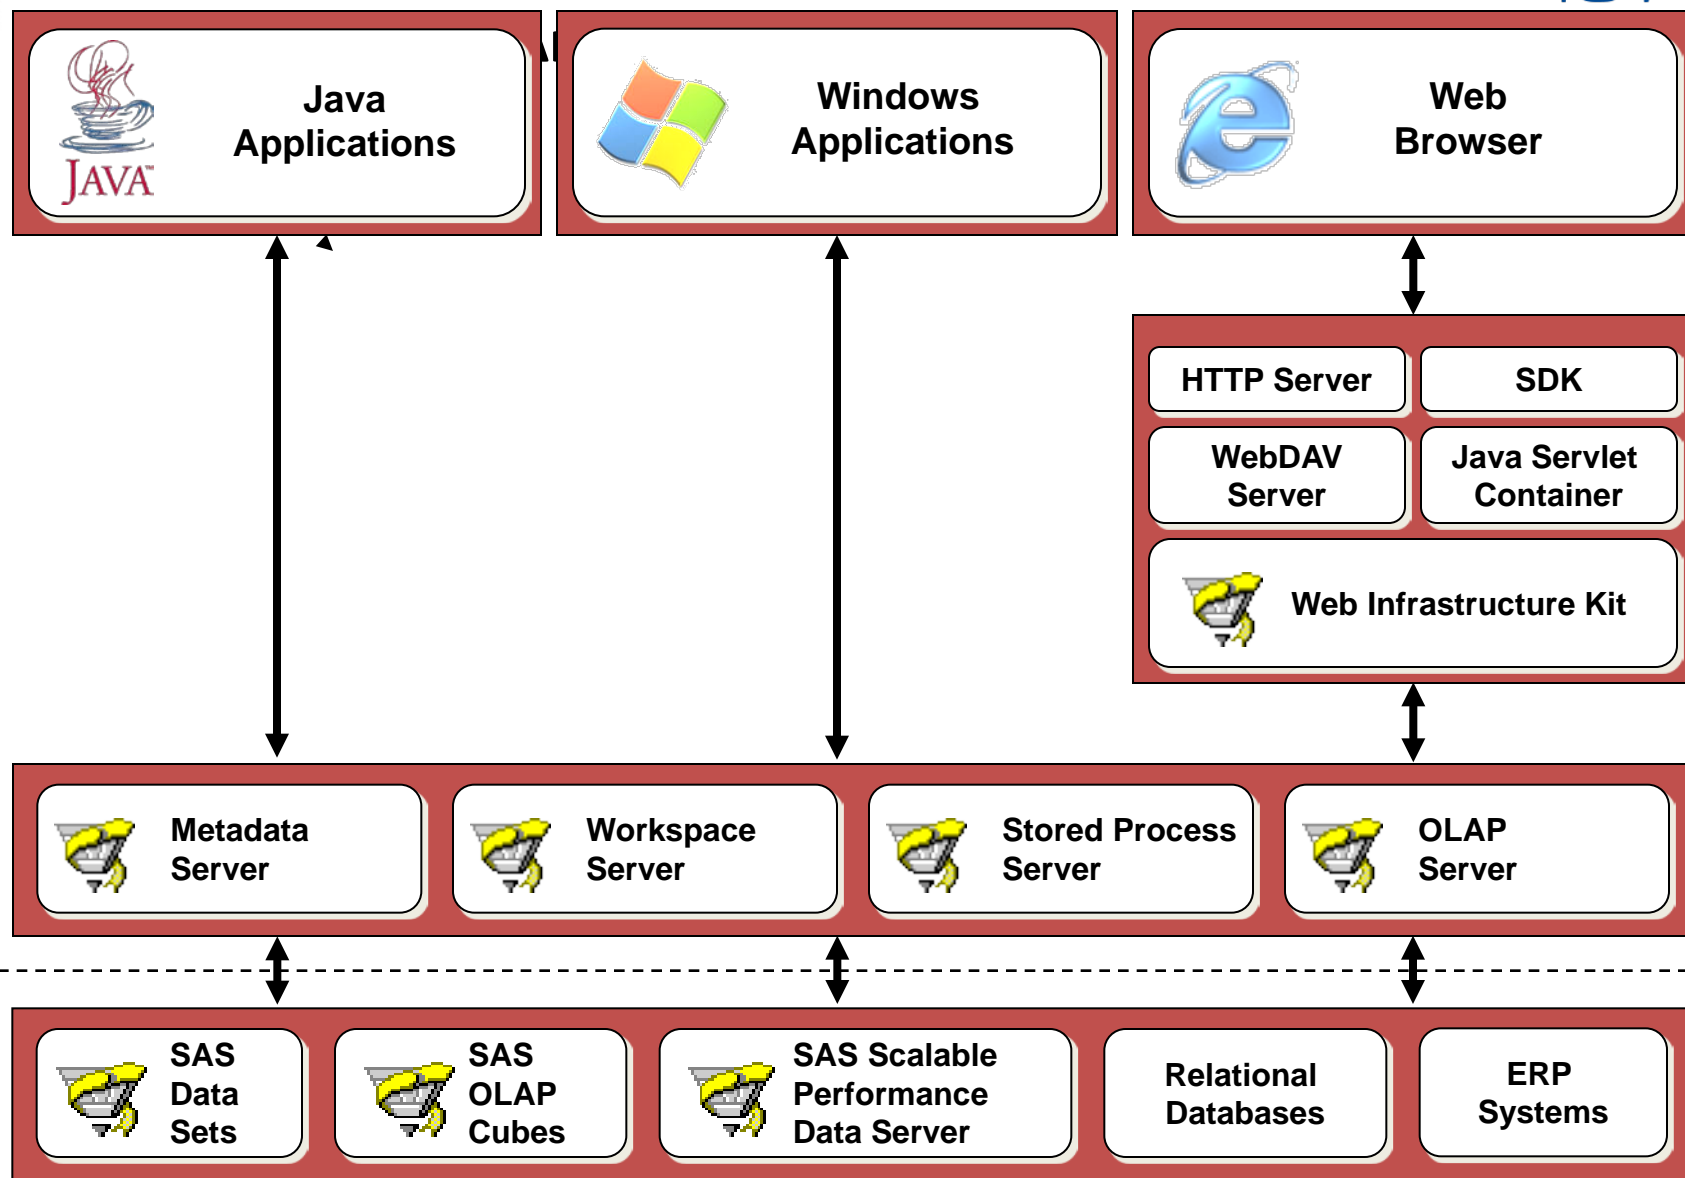 Java
Applications
JAVA™
Windows
Applications
Web
Browser
HTTP Server
SDK
WebDAV
Server
Java Servlet
Container
Web Infrastructure Kit
Metadata
Server
Workspace
Server
Stored Process
Server
OLAP
Server
SAS
Data
Sets
SAS
OLAP
Cubes
SAS Scalable
Performance
Data Server
Relational
Databases
ERP
Systems